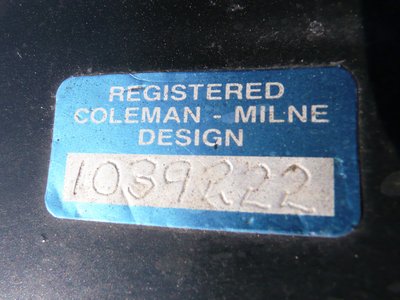 REGISTERED
COLEMAN - MILNE
DESIGN
1039R22